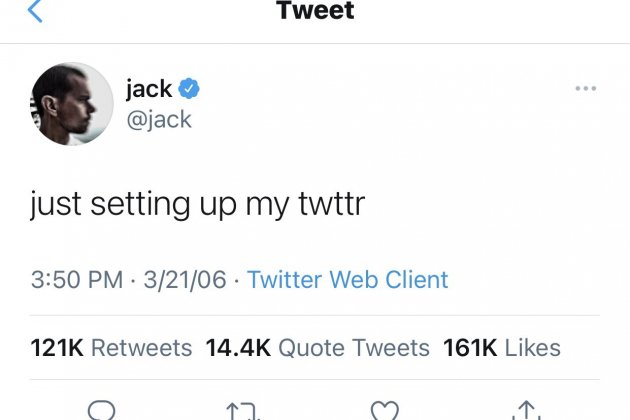 Tweet
jack
@jack
just setting up my twttr
3:50 PM · 3/21/06 · Twitter Web Client
121K Retweets 14.4K Quote Tweets 161K Likes